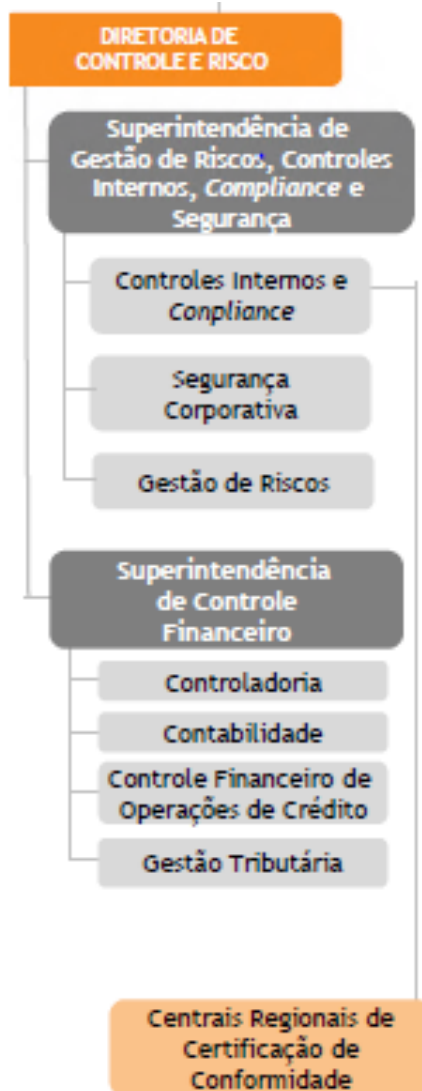 DIRETORIA DE
CONTROLE E RISCO
Superintendência de
Gestão de Riscos, Controles
Internos, Compliance e
Segurança
Controles Internos e
Conpliance
Segurança
Corporativa
Gestão de Riscos
Superintendência
de Controle
Financeiro
Controladoria
Contabilidade
Controle Financeiro de
Operações de Crédito
Gestão Tributária
Centrais Regionais de
Certificação de
Conformidade